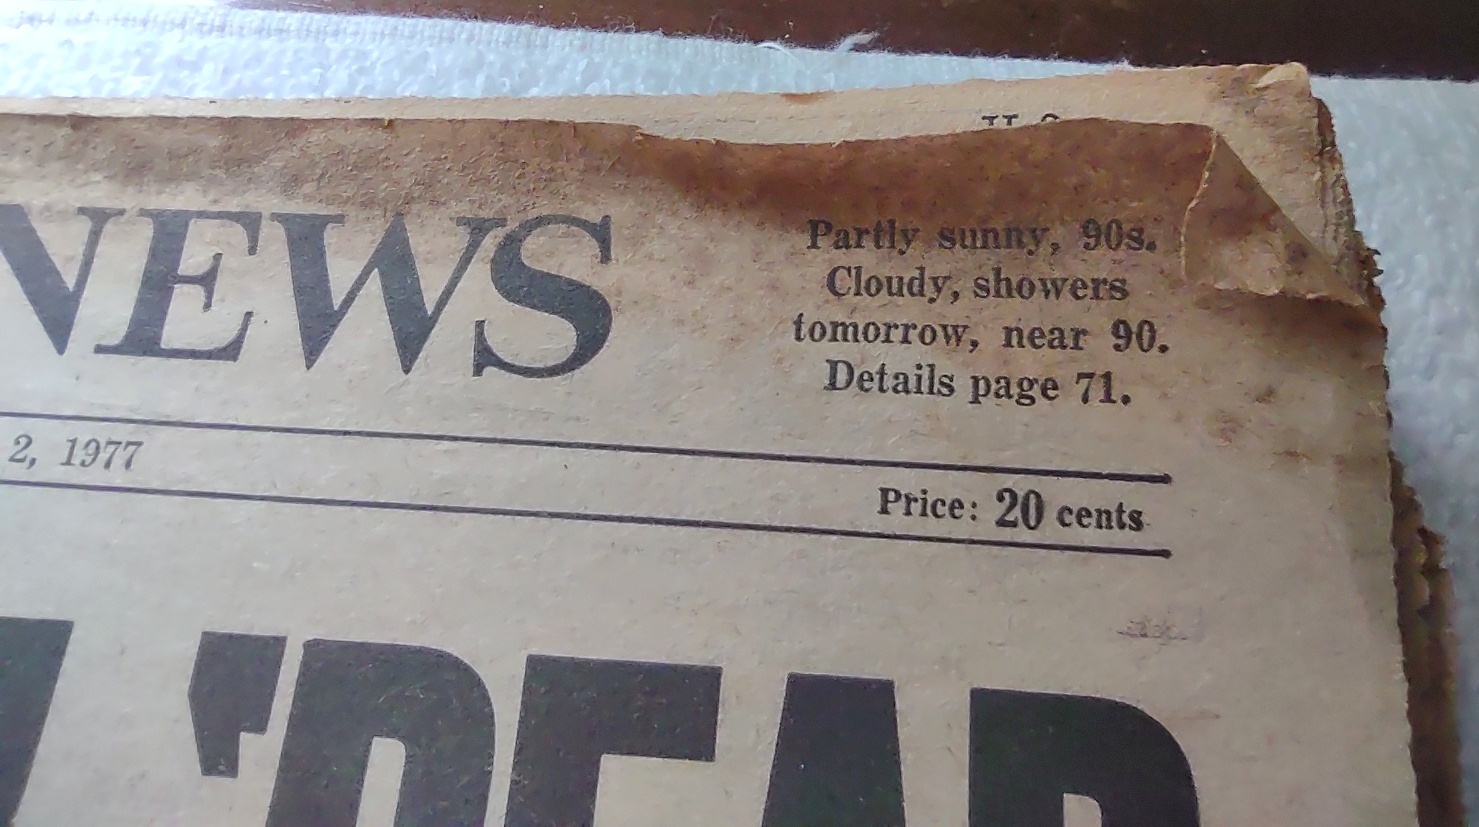 NEWS
Partly sunny, 90s.
Cloudy, showers
tomorrow, near 90.
Details page 71.
2, 1977
Price: 20 cents